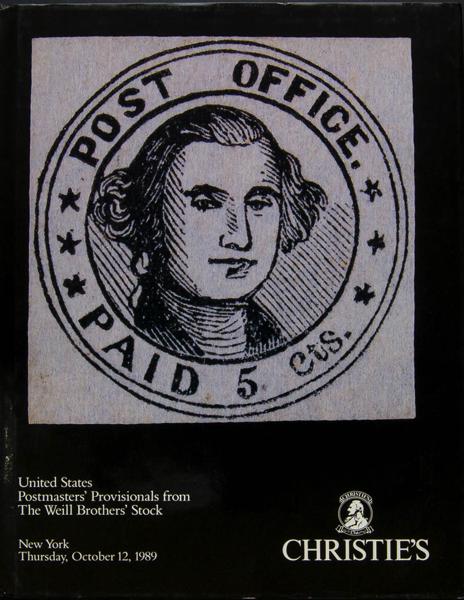 POST OFFICE.
PAID 5 Cts.
United States
Postmasters' Provisionals from
The Weill Brothers' Stock
New York
Thursday, October 12, 1989
CHRISTIE'S